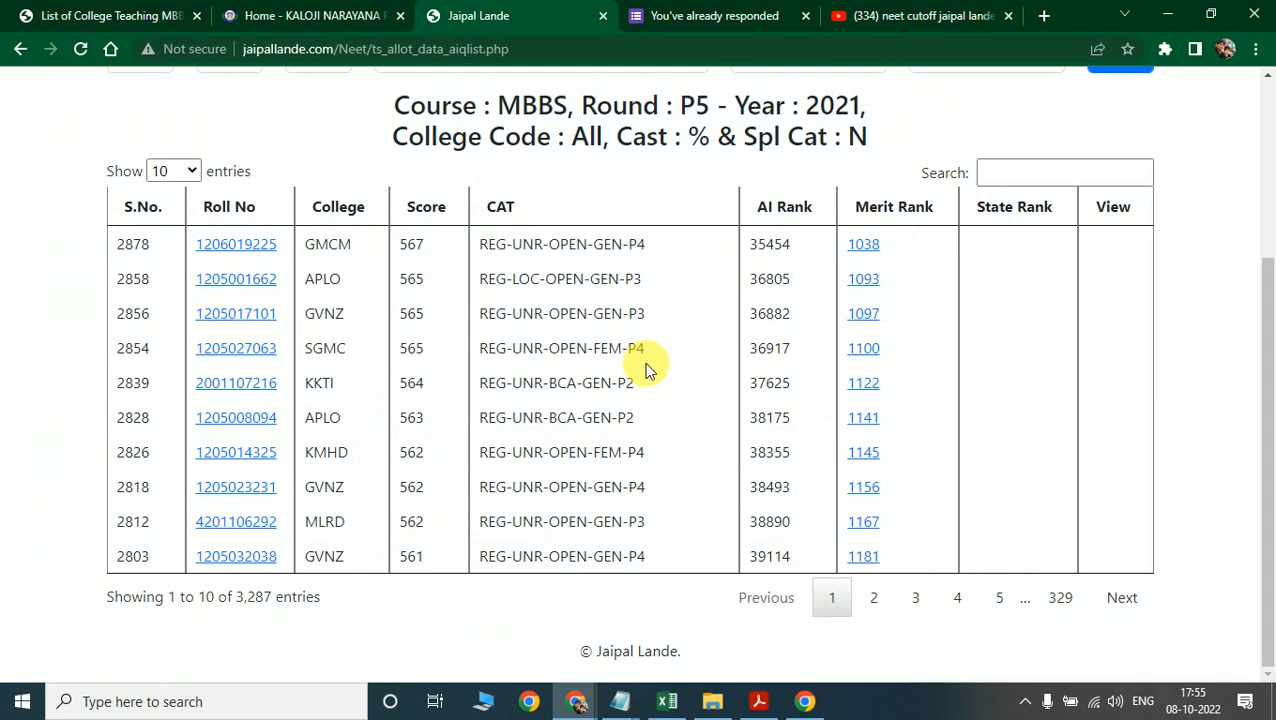 List of College Teaching MBB
Home - KALOJI NARAYANA R
Jaipal Lande
You've already responded
(334) neet cutoff jaipal lande
Not secure
jaipallande.com/Neet/ts_allot_data_aiqlist.php
Course : MBBS, Round : P5 - Year : 2021,
College Code : All, Cast : % & Spl Cat : N
Show 10 entries
Search:
S.No. Roll No College Score CAT AI Rank Merit Rank State Rank View
2878 1206019225 GMCM 567 REG-UNR-OPEN-GEN-P4 35454 1038
2858 1205001662 APLO 565 REG-LOC-OPEN-GEN-P3 36805 1093
2856 1205017101 GVNZ 565 REG-UNR-OPEN-GEN-P3 36882 1097
2854 1205027063 SGMC 565 REG-UNR-OPEN-FEM-P4 36917 1100
2839 2001107216 KKTI 564 REG-UNR-BCA-GEN-P2 37625 1122
2828 1205008094 APLO 563 REG-UNR-BCA-GEN-P2 38175 1141
2826 1205014325 KMHD 562 REG-UNR-OPEN-FEM-P4 38355 1145
2818 1205023231 GVNZ 562 REG-UNR-OPEN-GEN-P4 38493 1156
2812 4201106292 MLRD 562 REG-UNR-OPEN-GEN-P3 38890 1167
2803 1205032038 GVNZ 561 REG-UNR-OPEN-GEN-P4 39114 1181
Showing 1 to 10 of 3,287 entries
Previous 1 2 3 4 5 ... 329 Next
© Jaipal Lande.
Type here to search
ENG
17:55
08-10-2022